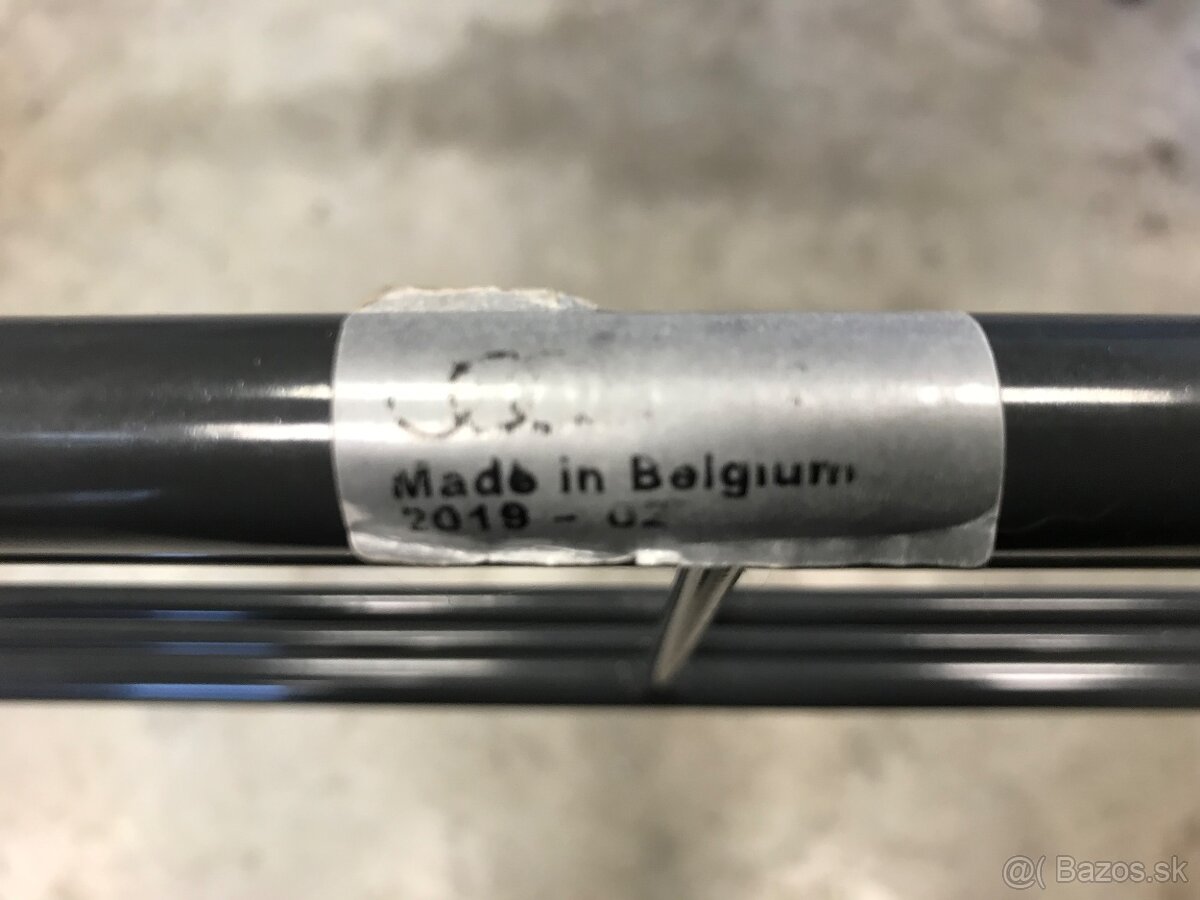 Made in Belgium
2019 - 02
@( Bazos.sk